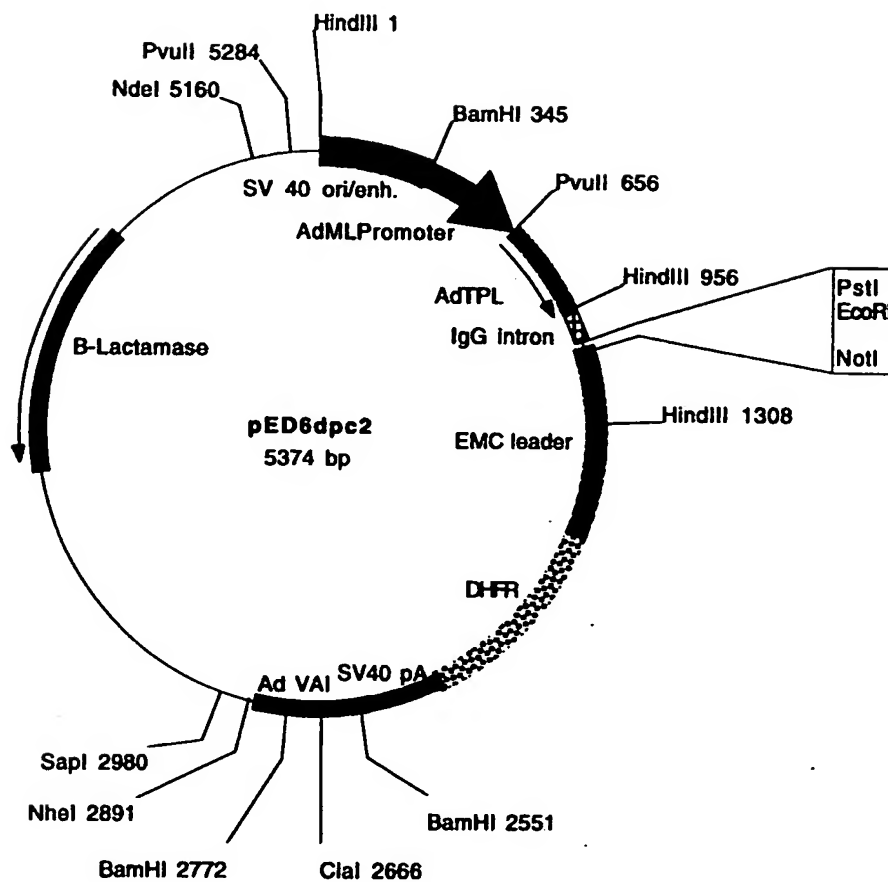 HindIII 1
PvuII 5284
NdeI 5160
BamHI 345
SV 40 ori/enh.
PvuII 656
AdMLPromoter
HindIII 956
AdTPL
PstI
EcoRI
IgG intron
NotI
B-Lactamase
pED6dpc2
5374 bp
EMC leader
HindIII 1308
DHFR
SV40 pA
Ad VAI
SapI 2980
NheI 2891
BamHI 2551
BamHI 2772
ClaI 2666